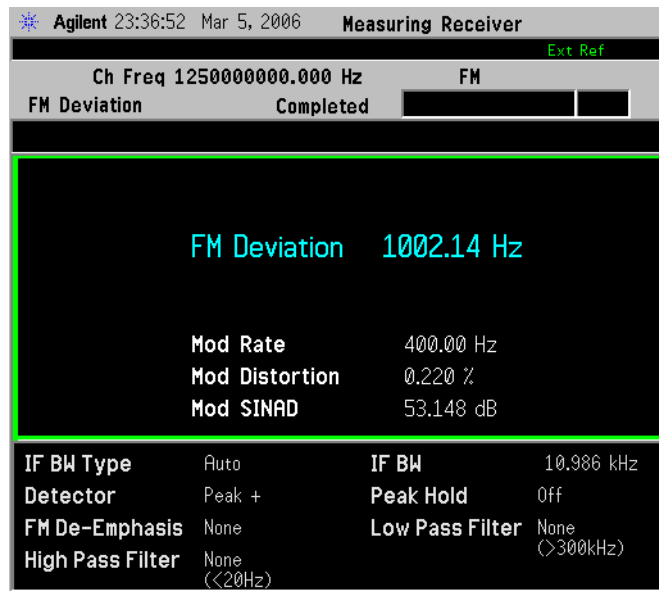 Agilent 23:36:52 Mar 5, 2006 Measuring Receiver
Ext Ref
Ch Freq 1250000000.000 Hz FM
FM Deviation Completed
FM Deviation 1002.14 Hz
Mod Rate 400.00 Hz
Mod Distortion 0.220 %
Mod SINAD 53.148 dB
IF BW Type Auto IF BW 10.986 kHz
Detector Peak + Peak Hold Off
FM De-Emphasis None Low Pass Filter None
(>300kHz)
High Pass Filter None
(<20Hz)